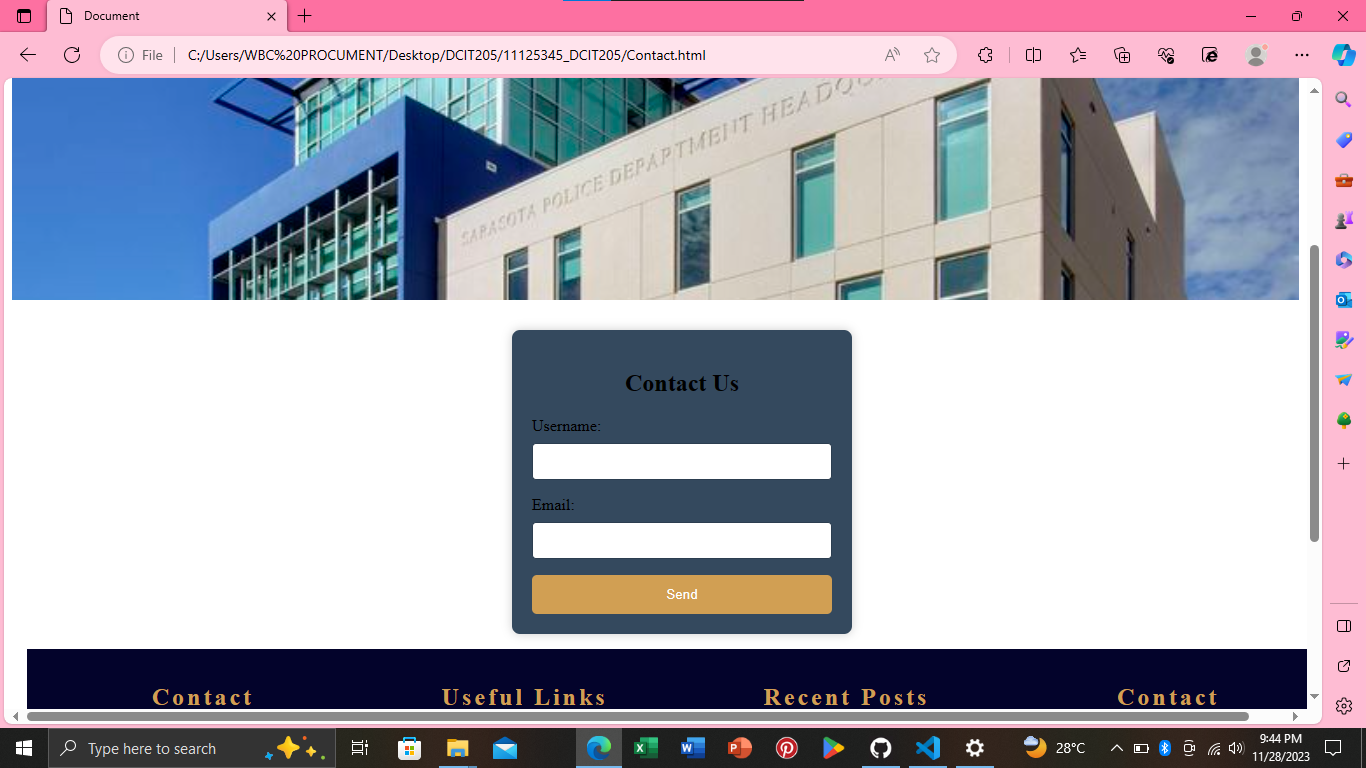 Document
File
C:/Users/WBC%20PROCUMENT/Desktop/DCIT205/11125345_DCIT205/Contact.html
SARASOTA POLICE DEPARTMENT
Contact Us
Username:
Email:
Send
Contact
Useful Links
Recent Posts
Contact
Type here to search
28°C
9:44 PM
11/28/2023